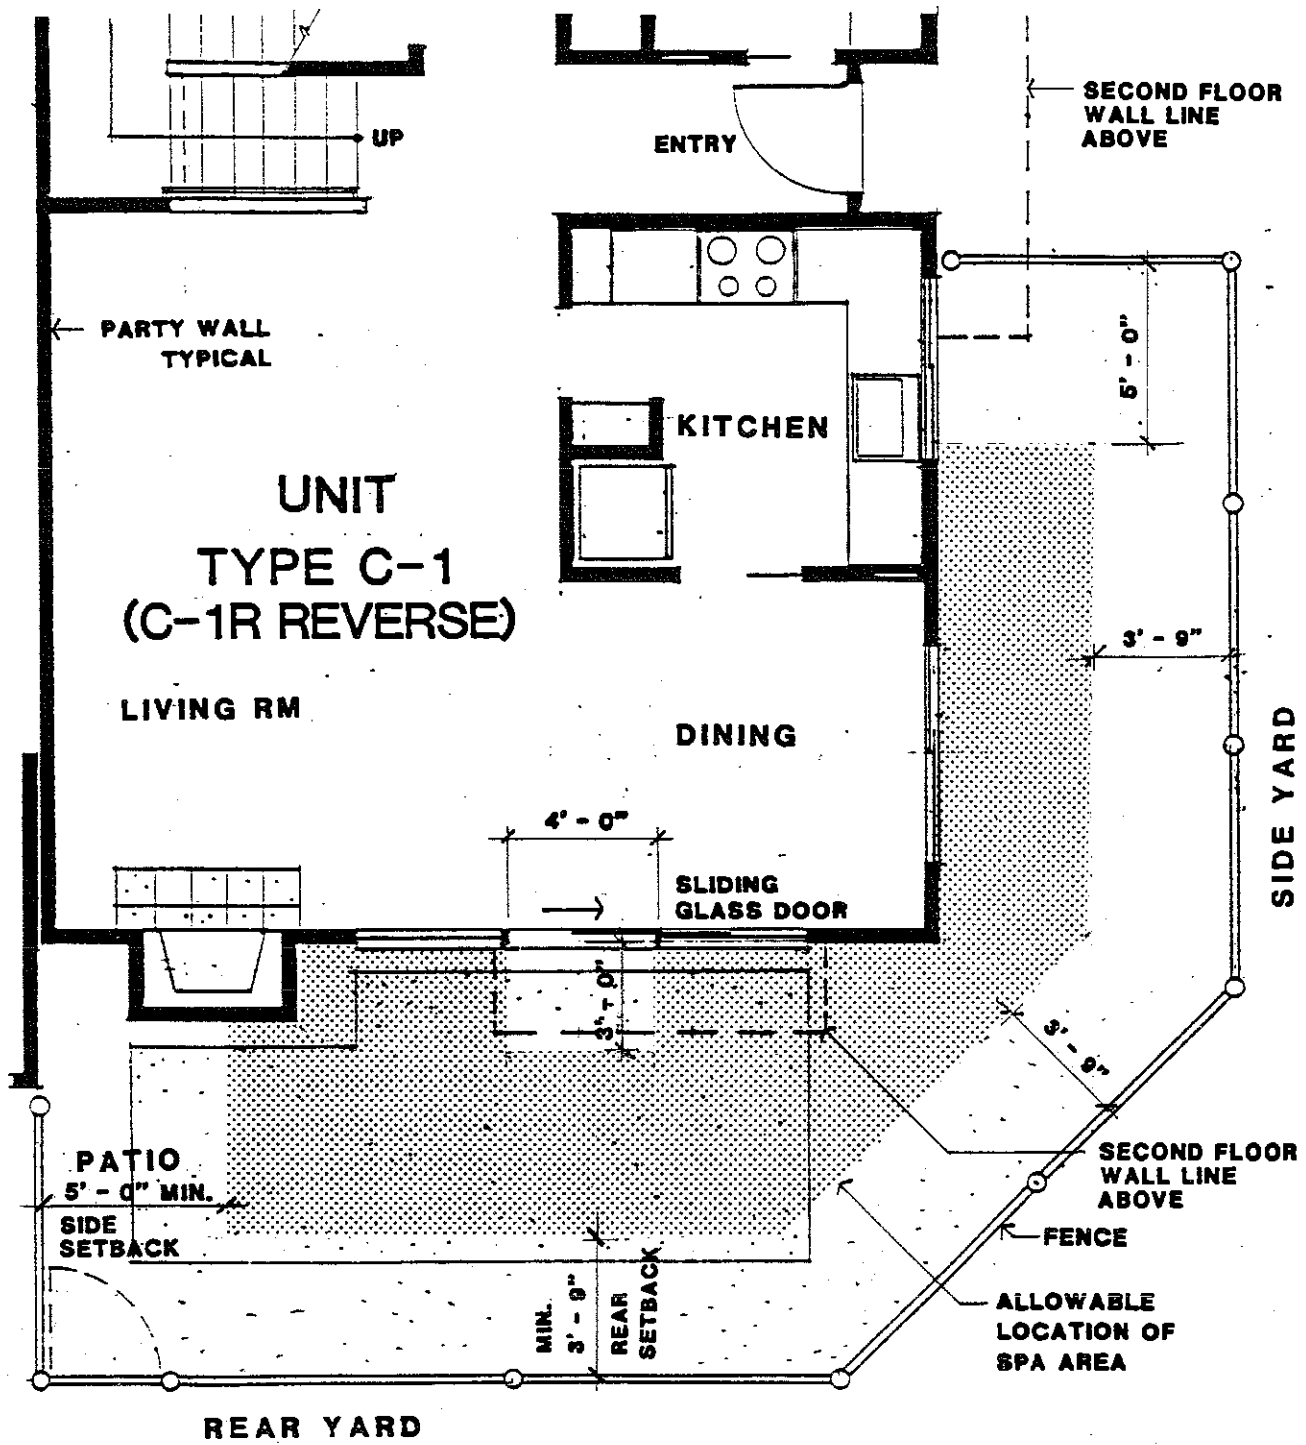 SECOND FLOOR
WALL LINE
ABOVE
UP
ENTRY
PARTY WALL
TYPICAL
5' - 0"
KITCHEN
UNIT
TYPE C-1
(C-1R REVERSE)
3' - 9"
LIVING RM
DINING
SIDE YARD
4' - 0"
SLIDING
GLASS DOOR
3' - 0"
3' - 9"
PATIO
5' - 0" MIN.
SIDE
SETBACK
SECOND FLOOR
WALL LINE
ABOVE
FENCE
MIN.
3' - 9"
REAR
SETBACK
ALLOWABLE
LOCATION OF
SPA AREA
REAR YARD